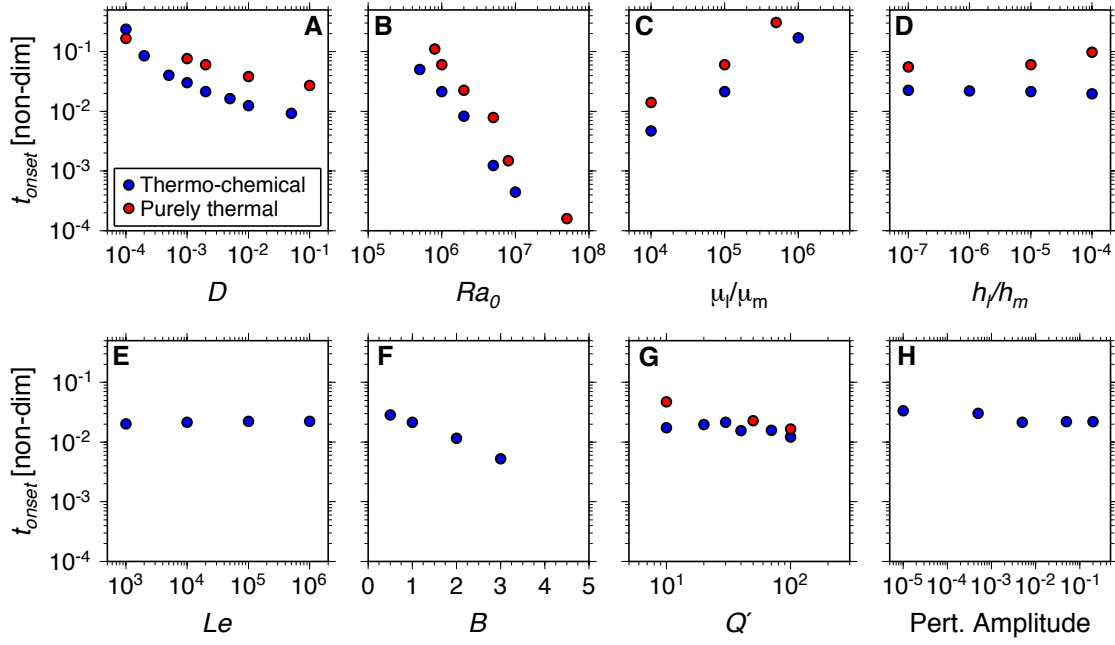 A
B
C
D
t_onset [non-dim]
10^-1
10^-2
10^-3
10^-4
Thermo-chemical
Purely thermal
10^-4 10^-3 10^-2 10^-1
10^5 10^6 10^7 10^8
10^4 10^5 10^6
10^-7 10^-6 10^-5 10^-4
D
Ra_0
μ_l/μ_m
h_l/h_m
E
F
G
H
t_onset [non-dim]
10^-1
10^-2
10^-3
10^-4
10^3 10^4 10^5 10^6
0 1 2 3 4 5
10^1 10^2
10^-5 10^-4 10^-3 10^-2 10^-1
Le
B
Q´
Pert. Amplitude